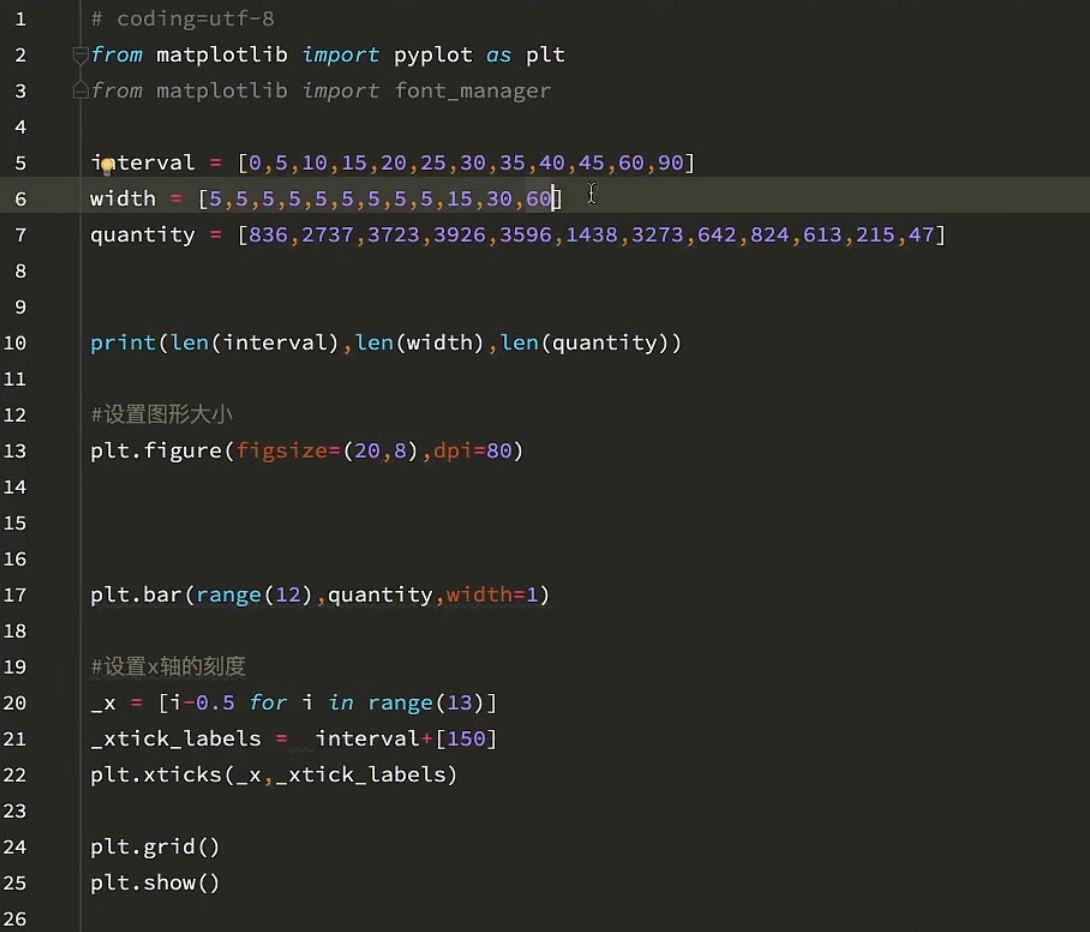 1 # coding=utf-8
2 from matplotlib import pyplot as plt
3 from matplotlib import font_manager
4
5 interval = [0,5,10,15,20,25,30,35,40,45,60,90]
6 width = [5,5,5,5,5,5,5,5,5,15,30,60]
7 quantity = [836,2737,3723,3926,3596,1438,3273,642,824,613,215,47]
8
9
10 print(len(interval),len(width),len(quantity))
11
12 #设置图形大小
13 plt.figure(figsize=(20,8),dpi=80)
14
15
16
17 plt.bar(range(12),quantity,width=1)
18
19 #设置x轴的刻度
20 _x = [i-0.5 for i in range(13)]
21 _xtick_labels =  interval+[150]
22 plt.xticks(_x,_xtick_labels)
23
24 plt.grid()
25 plt.show()
26